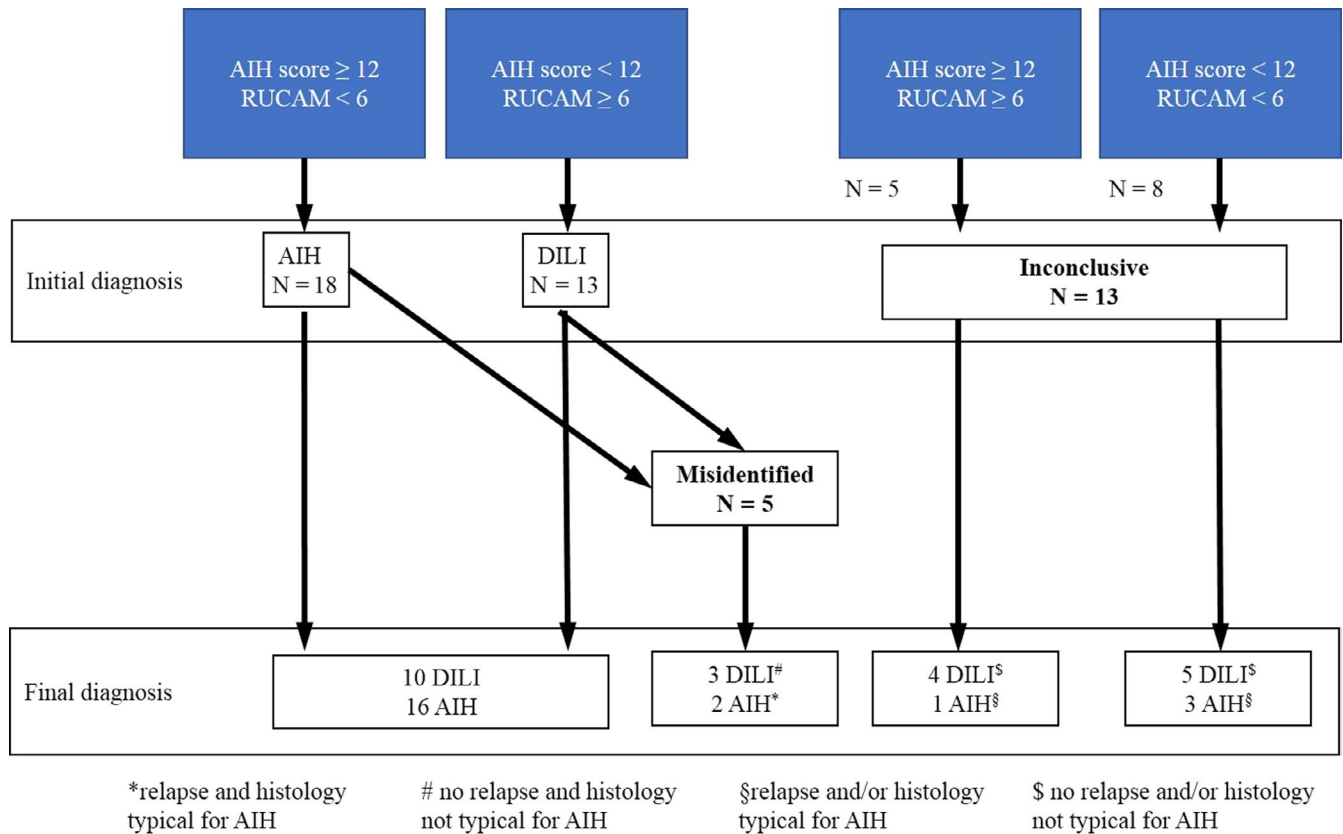 AIH score ≥ 12
RUCAM < 6
AIH score < 12
RUCAM ≥ 6
AIH score ≥ 12
RUCAM ≥ 6
AIH score < 12
RUCAM < 6
N = 5
N = 8
Initial diagnosis
AIH
N = 18
DILI
N = 13
Inconclusive
N = 13
Misidentified
N = 5
Final diagnosis
10 DILI
16 AIH
3 DILI#
2 AIH*
4 DILI$
1 AIH§
5 DILI$
3 AIH§
*relapse and histology
typical for AIH
# no relapse and histology
not typical for AIH
§relapse and/or histology
typical for AIH
$ no relapse and/or histology
not typical for AIH